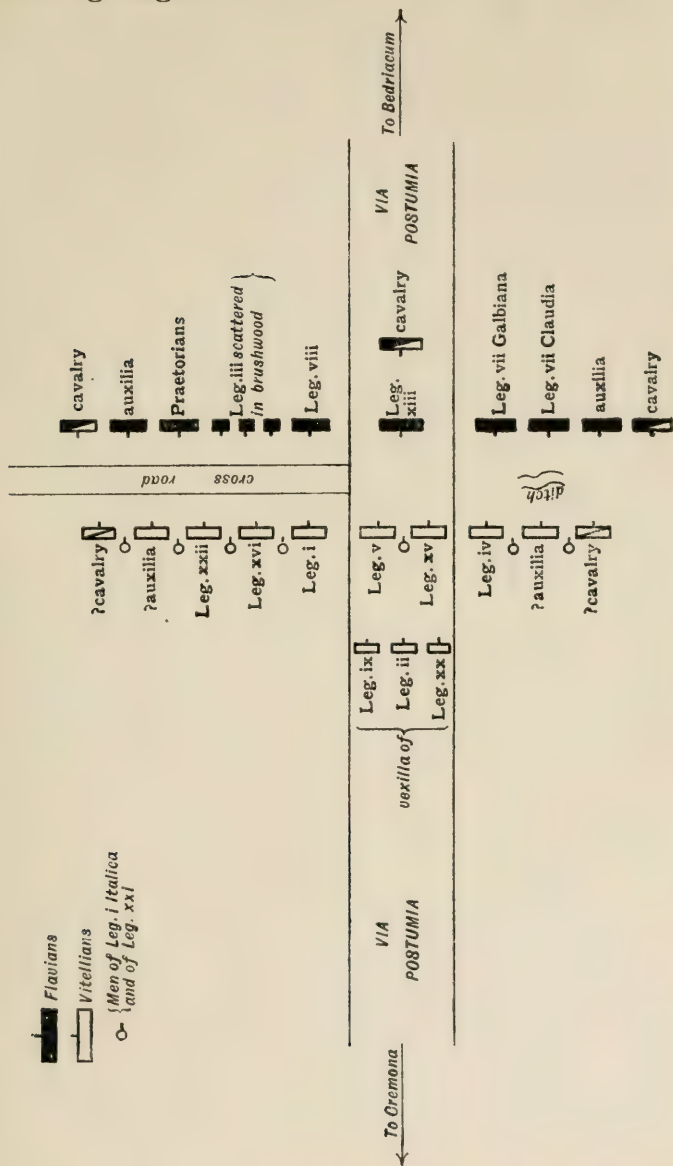 Flavians
Vitellians
Men of Leg. i Italica
and of Leg. xxi
cavalry
auxilia
Praetorians
Leg. iii scattered
in brushwood
Leg. viii
cross road
?cavalry
?auxilia
Leg. xxii
Leg. xvi
Leg. i
To Bedriacum
VIA
POSTUMIA
cavalry
Leg.
xiii
Leg. v
Leg. xv
Leg. ix
Leg. ii
Leg. xx
vexilla of
VIA
POSTUMIA
To Cremona
Leg. vii Galbiana
Leg. vii Claudia
auxilia
cavalry
ditch
Leg. iv
?auxilia
?cavalry